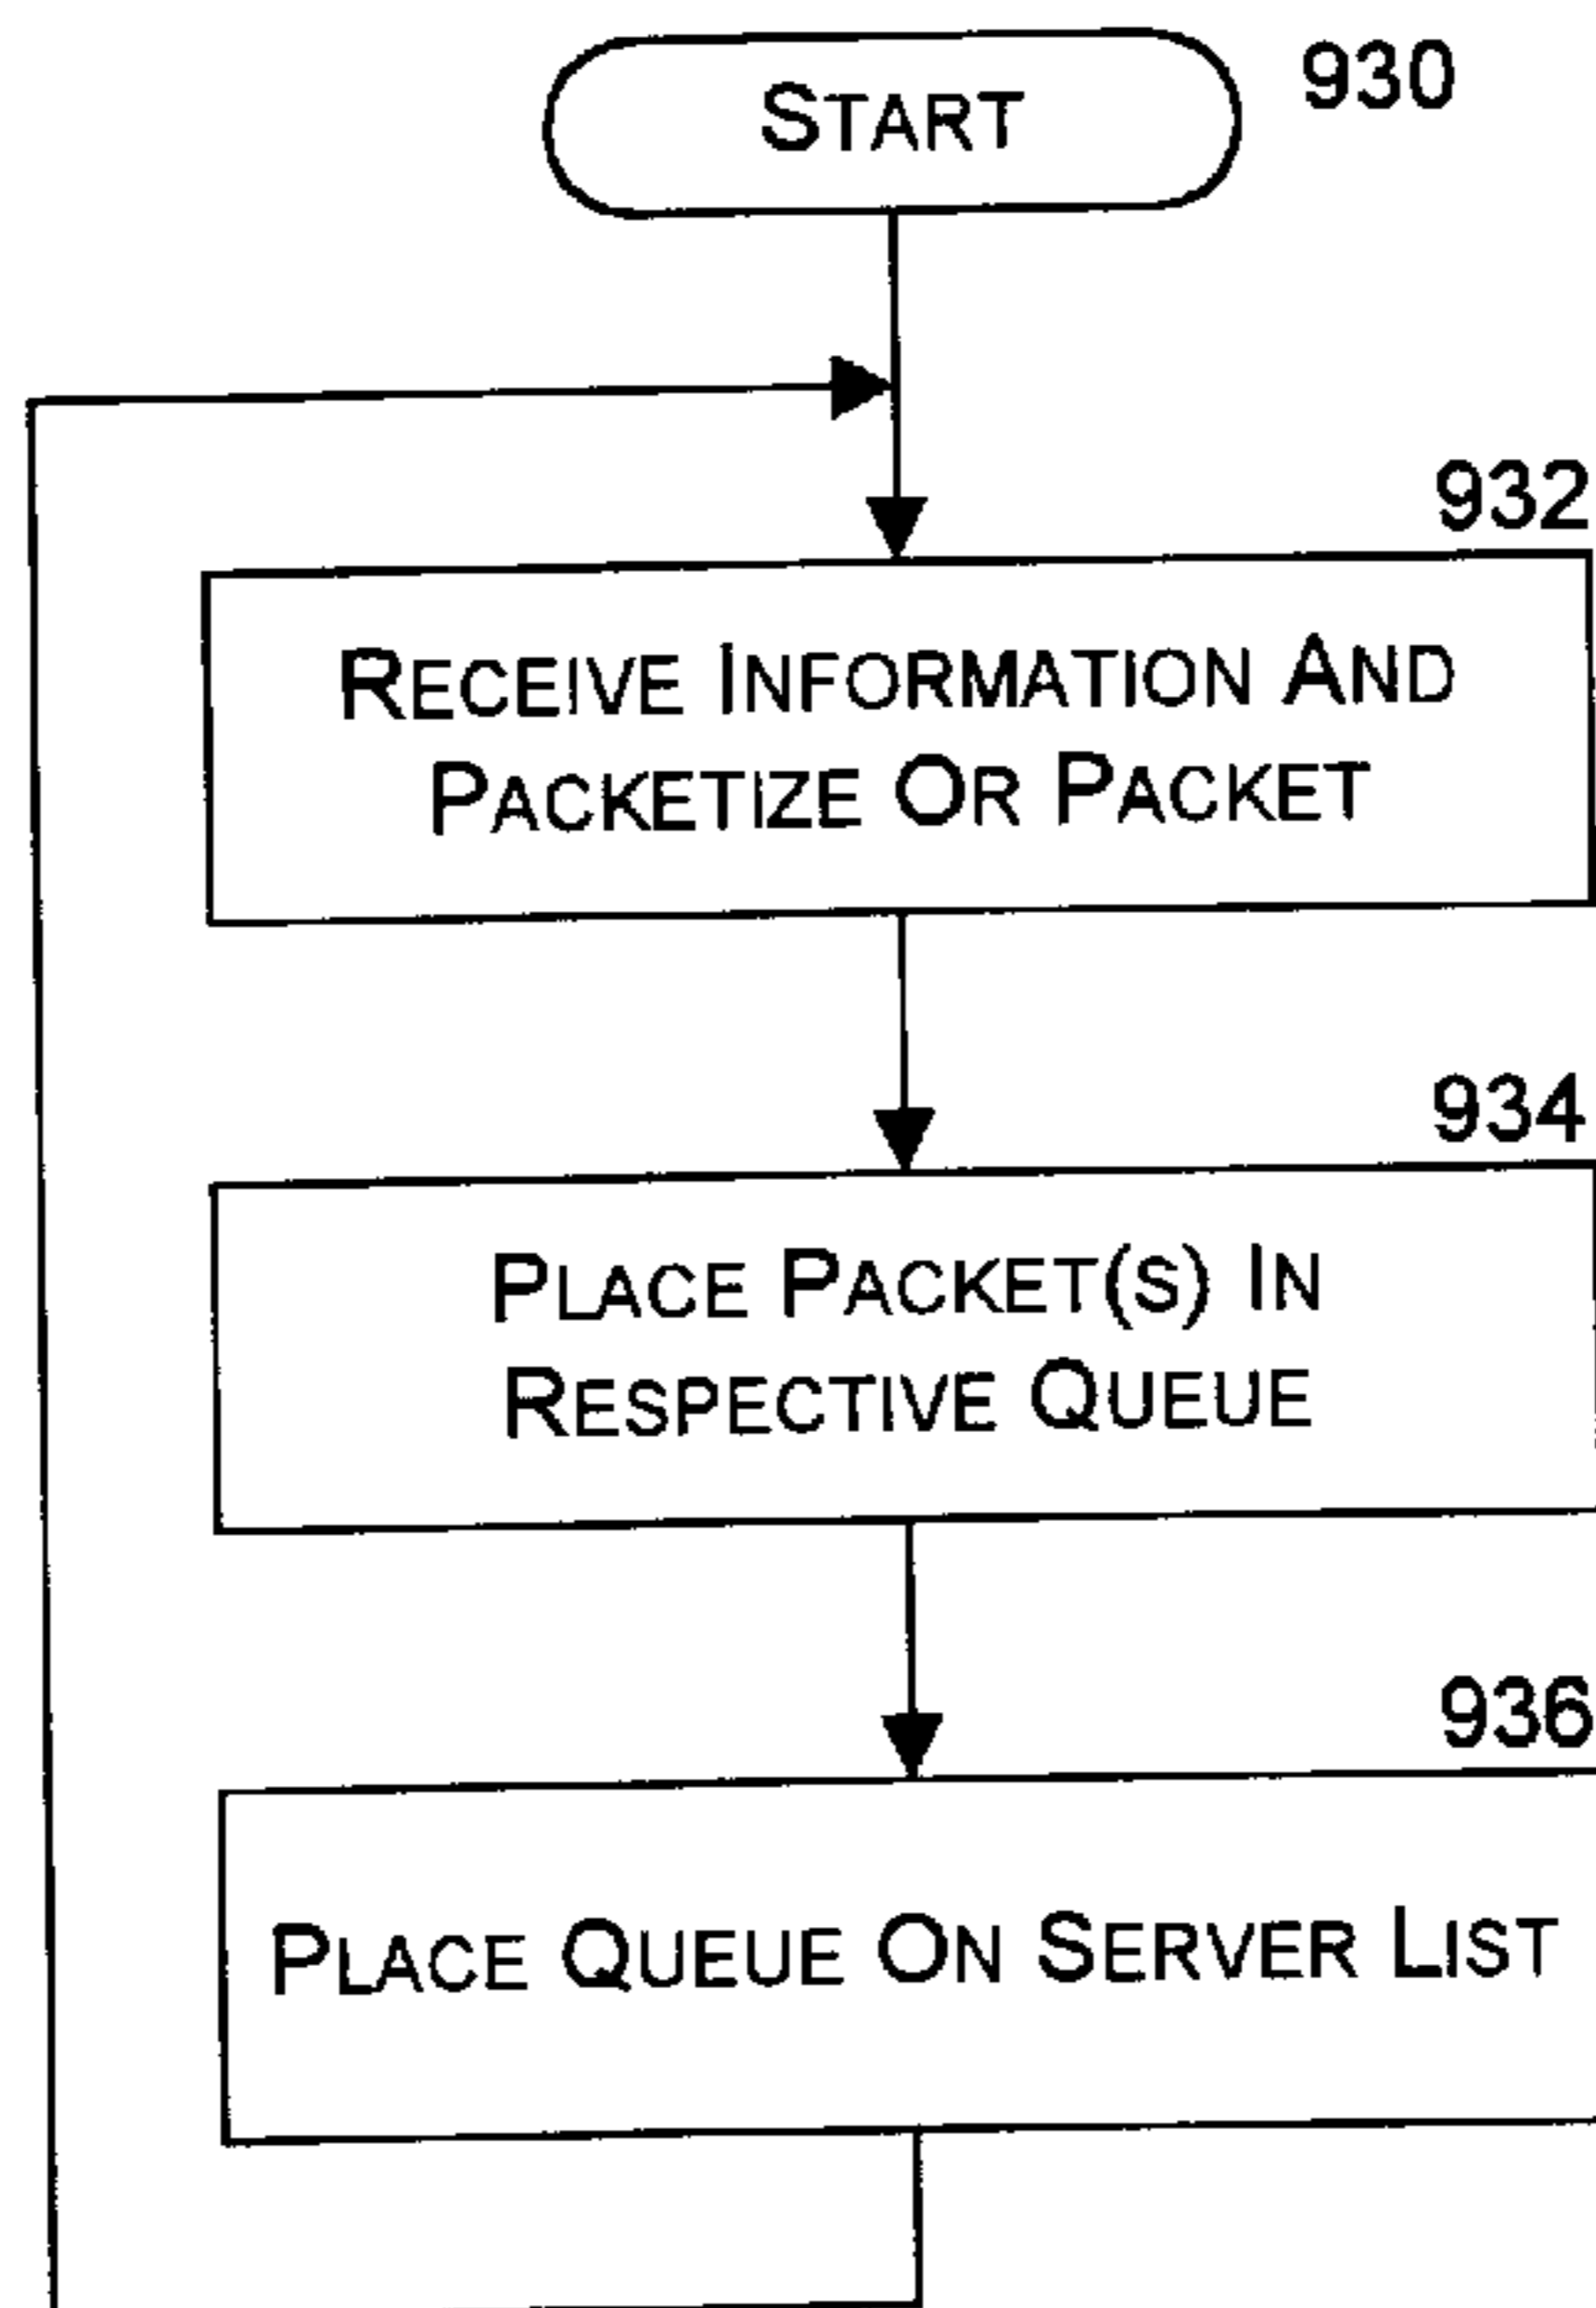 START
930
932
RECEIVE INFORMATION AND
PACKETIZE OR PACKET
934
PLACE PACKET(S) IN
RESPECTIVE QUEUE
936
PLACE QUEUE ON SERVER LIST